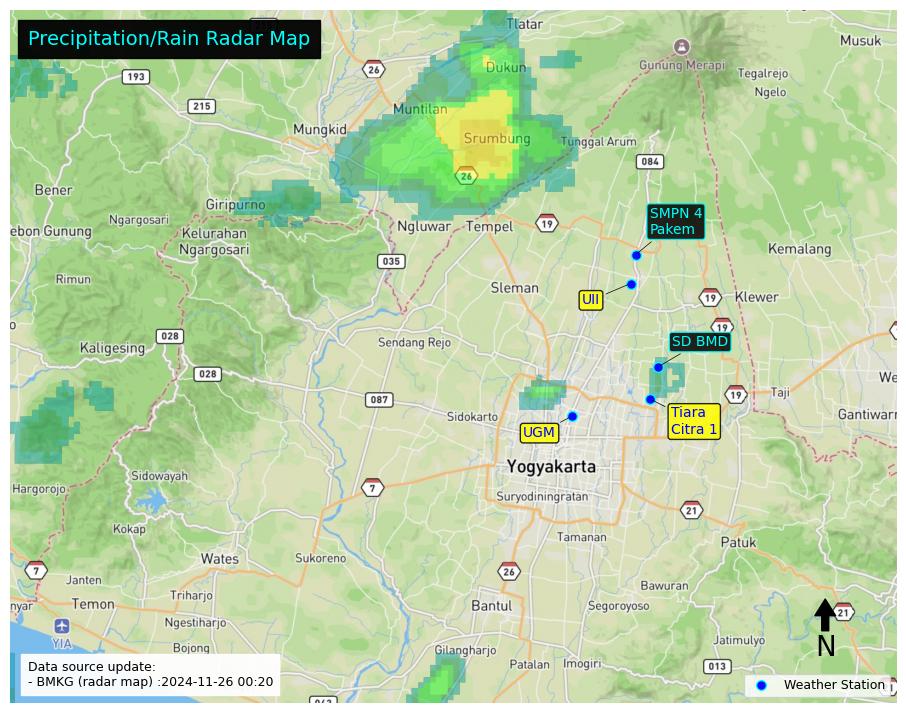 Precipitation/Rain Radar Map
Tlatar
Musuk
193
26
Dukun
Gunung Merapi
Tegalrejo
Ngelo
215
Muntilan
Mungkid
Srumbung
Tunggal Arum
084
26
Bener
Giripurno
SMPN 4
Pakem
Ngargosari
Kelurahan
Ngargosari
ebon Gunung
Ngluwar
Tempel
19
Kemalang
035
Rimun
Sleman
UII
19
Klewer
19
028
Kaligesing
Sendang Rejo
SD BMD
028
We
087
19
Taji
Sidokarto
Tiara
Citra 1
Gantiwarn
UGM
Yogyakarta
Sidowayah
Hargorojo
7
Suryodiningratan
21
Kokap
Tamanan
Patuk
Wates
Sukoreno
7
26
Janten
Bawuran
Temon
Triharjo
Bantul
Segoroyoso
21
nyar
Ngestiharjo
YIA
N
Jatimulyo
Bojong
Gilangharjo
Patalan
Imogiri
013
Data source update:
- BMKG (radar map) :2024-11-26 00:20
Weather Station